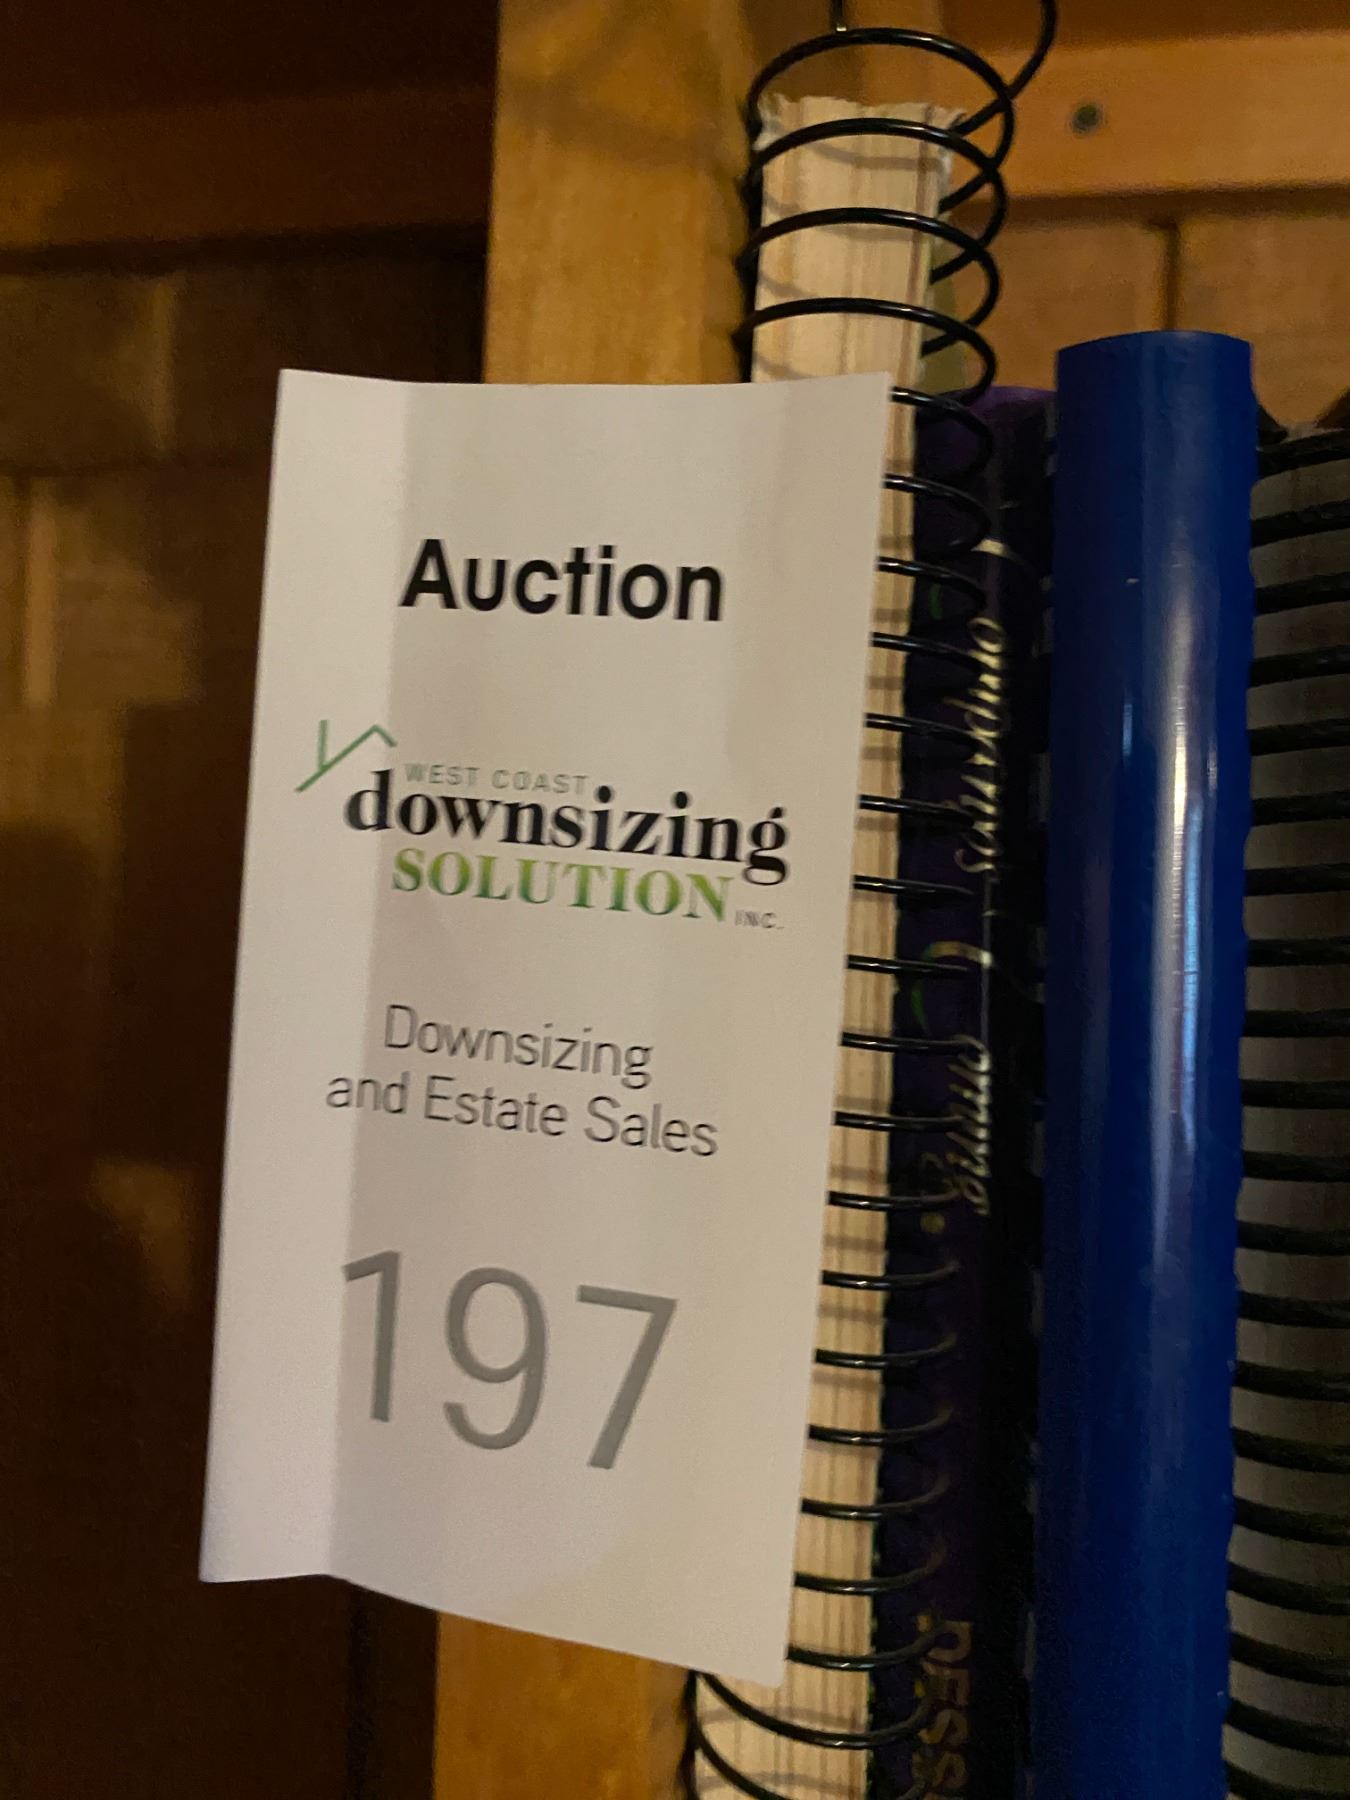 Auction
WEST COAST
downsizing
SOLUTION INC.
Downsizing
and Estate Sales
197